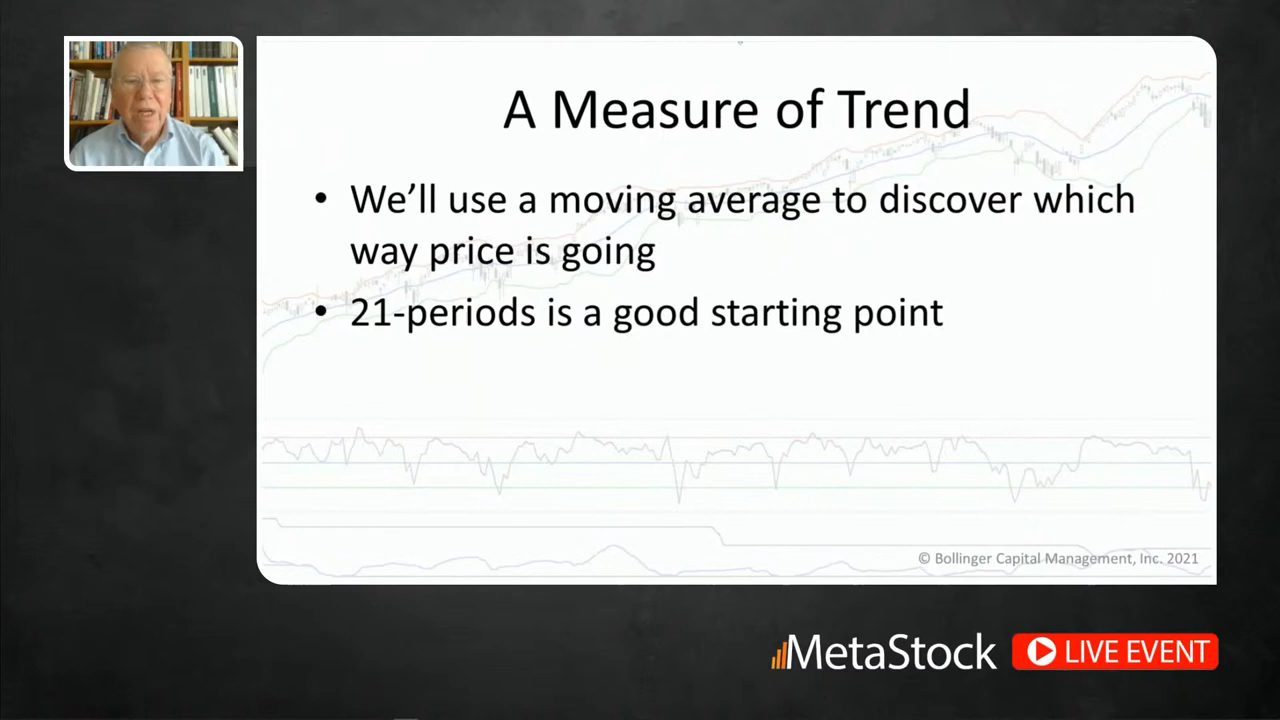 A Measure of Trend
• We'll use a moving average to discover which
way price is going
• 21-periods is a good starting point
© Bollinger Capital Management, Inc. 2021
MetaStock LIVE EVENT